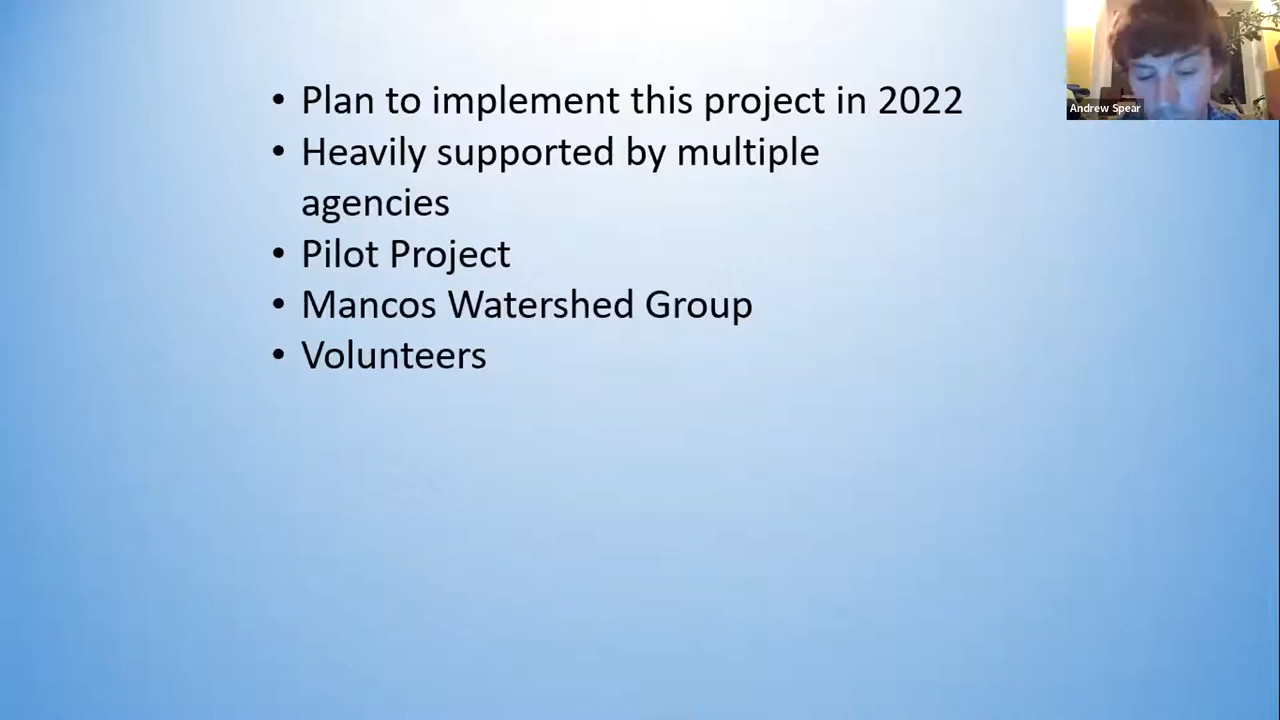 • Plan to implement this project in 2022
• Heavily supported by multiple
agencies
• Pilot Project
• Mancos Watershed Group
• Volunteers
Andrew Spear